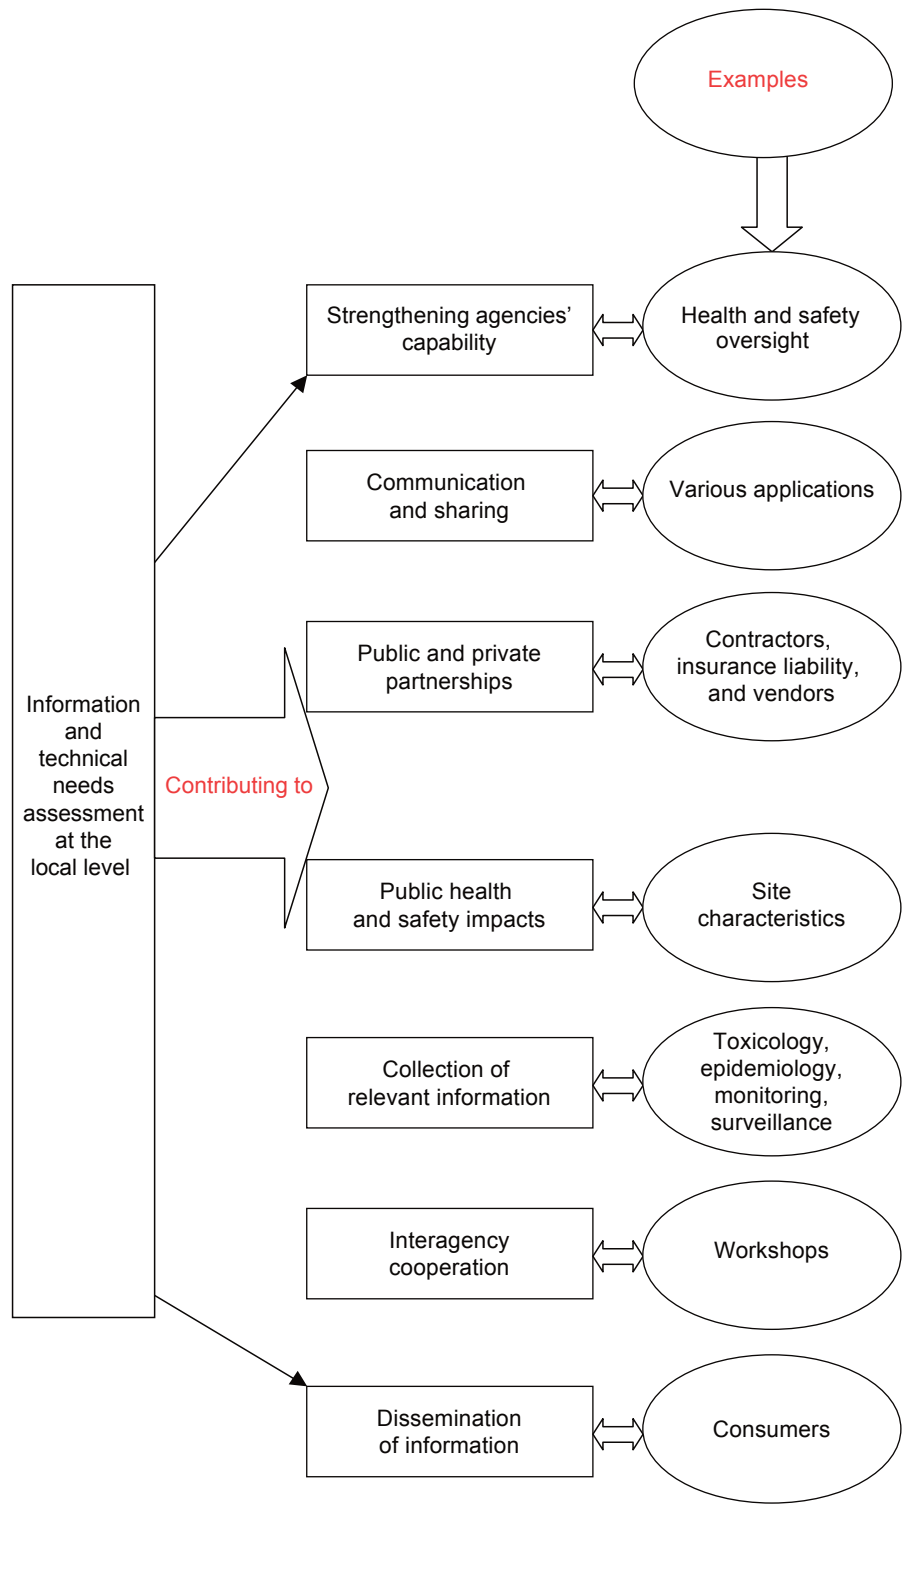 Examples
Strengthening agencies’
capability
Health and safety
oversight
Communication
and sharing
Various applications
Public and private
partnerships
Contractors,
insurance liability,
and vendors
Information
and
technical
needs
assessment
at the
local level
Contributing to
Public health
and safety impacts
Site
characteristics
Collection of
relevant information
Toxicology,
epidemiology,
monitoring,
surveillance
Interagency
cooperation
Workshops
Dissemination
of information
Consumers